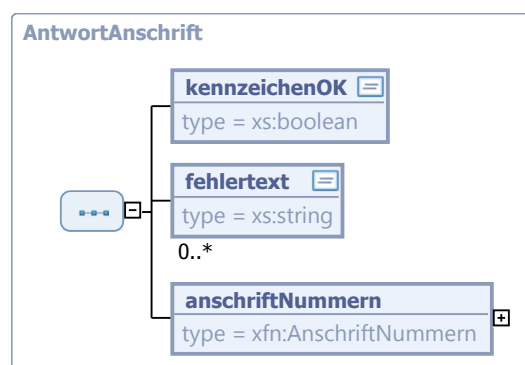 AntwortAnschrift
kennzeichenOK
type = xs:boolean
fehlertext
type = xs:string
0..*
anschriftNummern
type = xfn:AnschriftNummern